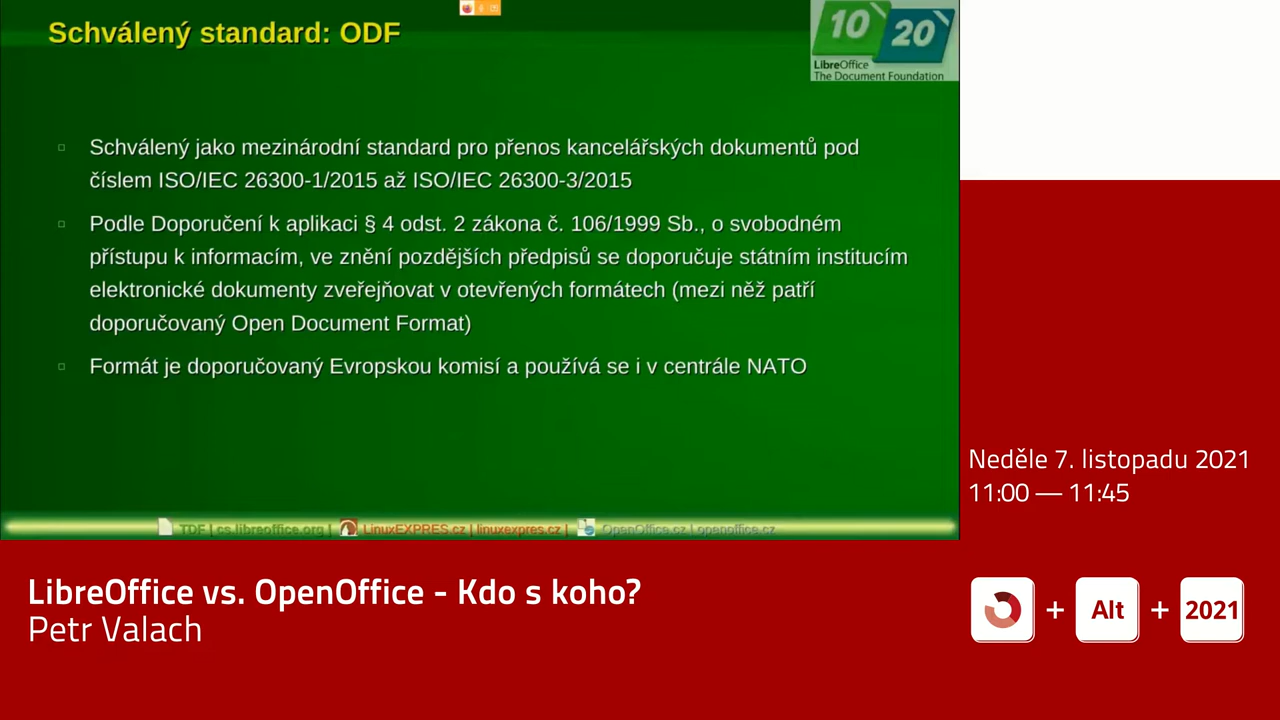 Schválený standard: ODF
10 20
LibreOffice
The Document Foundation
Schválený jako mezinárodní standard pro přenos kancelářských dokumentů pod
číslem ISO/IEC 26300-1/2015 až ISO/IEC 26300-3/2015
Podle Doporučení k aplikaci § 4 odst. 2 zákona č. 106/1999 Sb., o svobodném
přístupu k informacím, ve znění pozdějších předpisů se doporučuje státním institucím
elektronické dokumenty zveřejňovat v otevřených formátech (mezi něž patří
doporučovaný Open Document Format)
Formát je doporučovaný Evropskou komisí a používá se i v centrále NATO
TDF | cs.libreoffice.org | LinuxEXPRES.cz | linuxexpres.cz | OpenOffice.cz | openoffice.cz
Neděle 7. listopadu 2021
11:00 — 11:45
LibreOffice vs. OpenOffice - Kdo s koho?
Petr Valach
+ Alt + 2021